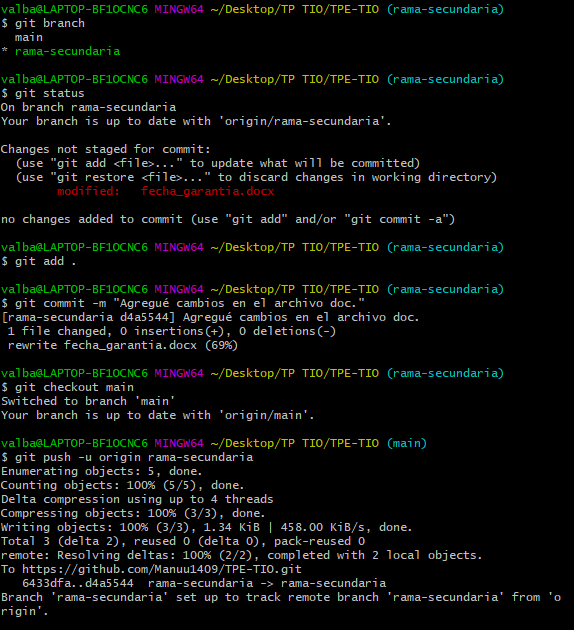 valba@LAPTOP-BF1OCNC6 MINGW64 ~/Desktop/TP TIO/TPE-TIO (rama-secundaria)
$ git branch
  main
* rama-secundaria

valba@LAPTOP-BF1OCNC6 MINGW64 ~/Desktop/TP TIO/TPE-TIO (rama-secundaria)
$ git status
On branch rama-secundaria
Your branch is up to date with 'origin/rama-secundaria'.

Changes not staged for commit:
  (use "git add <file>..." to update what will be committed)
  (use "git restore <file>..." to discard changes in working directory)
        modified:   fecha_garantia.docx

no changes added to commit (use "git add" and/or "git commit -a")

valba@LAPTOP-BF1OCNC6 MINGW64 ~/Desktop/TP TIO/TPE-TIO (rama-secundaria)
$ git add .

valba@LAPTOP-BF1OCNC6 MINGW64 ~/Desktop/TP TIO/TPE-TIO (rama-secundaria)
$ git commit -m "Agregué cambios en el archivo doc."
[rama-secundaria d4a5544] Agregué cambios en el archivo doc.
 1 file changed, 0 insertions(+), 0 deletions(-)
 rewrite fecha_garantia.docx (69%)

valba@LAPTOP-BF1OCNC6 MINGW64 ~/Desktop/TP TIO/TPE-TIO (rama-secundaria)
$ git checkout main
Switched to branch 'main'
Your branch is up to date with 'origin/main'.

valba@LAPTOP-BF1OCNC6 MINGW64 ~/Desktop/TP TIO/TPE-TIO (main)
$ git push -u origin rama-secundaria
Enumerating objects: 5, done.
Counting objects: 100% (5/5), done.
Delta compression using up to 4 threads
Compressing objects: 100% (3/3), done.
Writing objects: 100% (3/3), 1.34 KiB | 458.00 KiB/s, done.
Total 3 (delta 2), reused 0 (delta 0), pack-reused 0
remote: Resolving deltas: 100% (2/2), completed with 2 local objects.
To https://github.com/Manuu1409/TPE-TIO.git
   6433dfa..d4a5544  rama-secundaria -> rama-secundaria
Branch 'rama-secundaria' set up to track remote branch 'rama-secundaria' from 'o
rigin'.